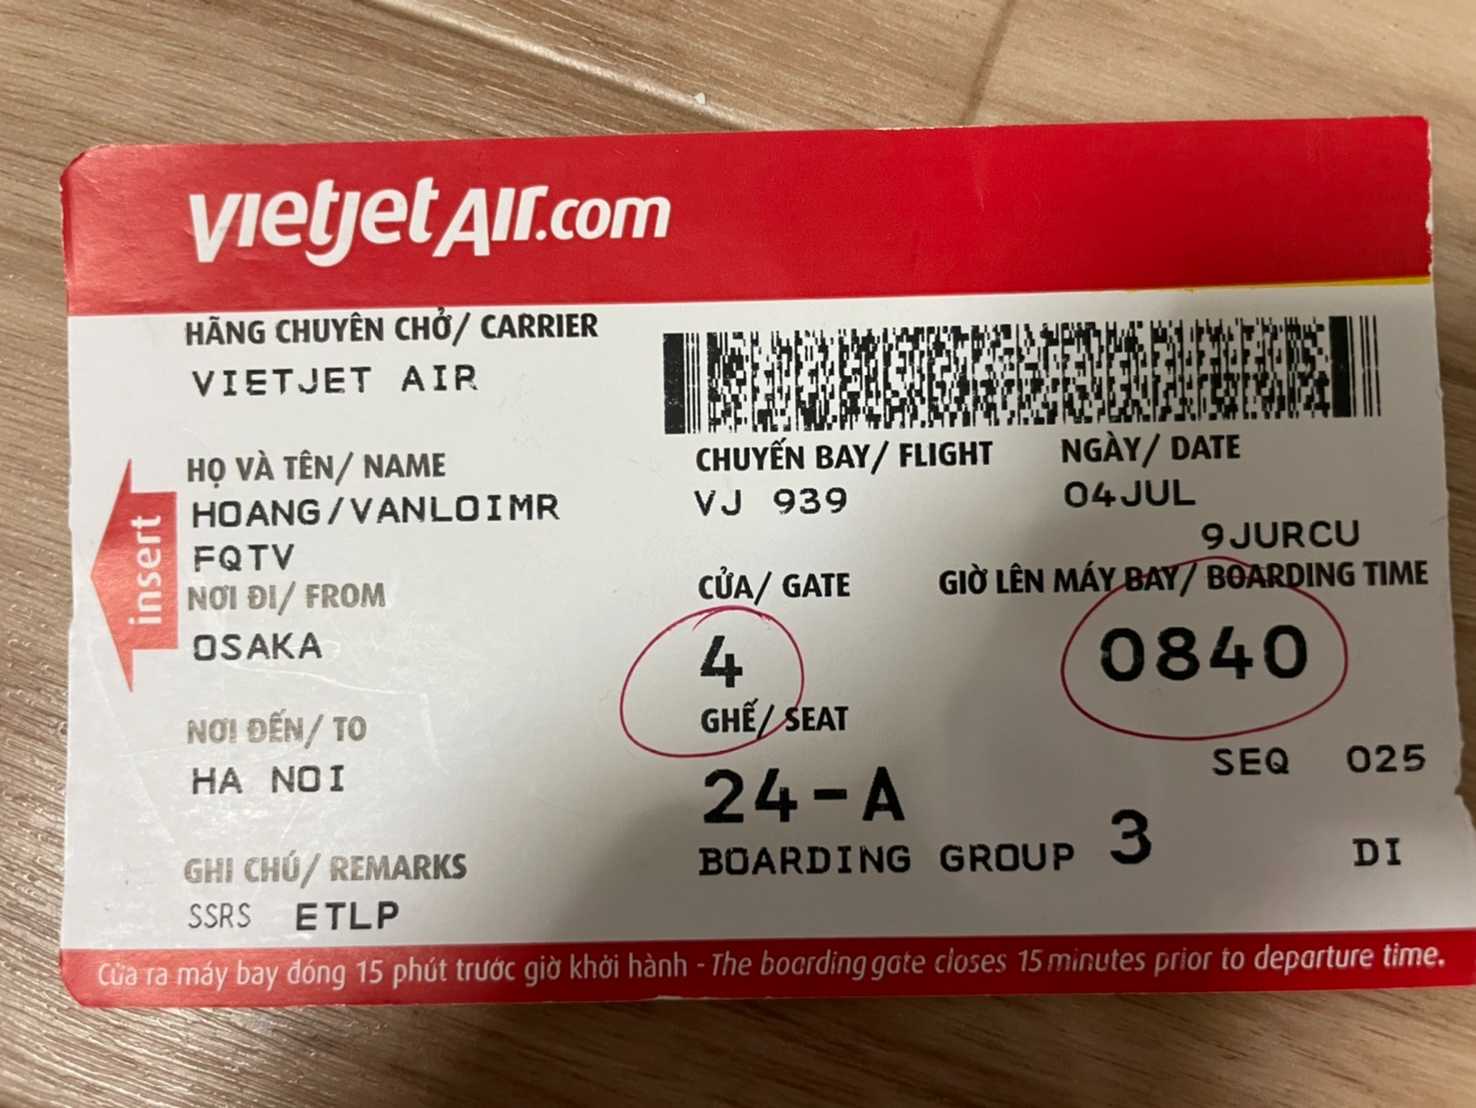 vietjetAir.com
HÃNG CHUYÊN CHỞ/ CARRIER
VIETJET AIR
HỌ VÀ TÊN/ NAME
HOANG/VANLOIMR
FQTV
NƠI ĐI/ FROM
OSAKA
NƠI ĐẾN/ TO
HA NOI
GHI CHÚ/ REMARKS
SSRS ETLP
insert
CHUYẾN BAY/ FLIGHT
VJ 939
NGÀY/ DATE
04JUL
9JURCU
CỬA/ GATE
4
GIỜ LÊN MÁY BAY/ BOARDING TIME
0840
GHẾ/ SEAT
24-A
SEQ 025
BOARDING GROUP 3
DI
Cửa ra máy bay đóng 15 phút trước giờ khởi hành - The boarding gate closes 15 minutes prior to departure time.